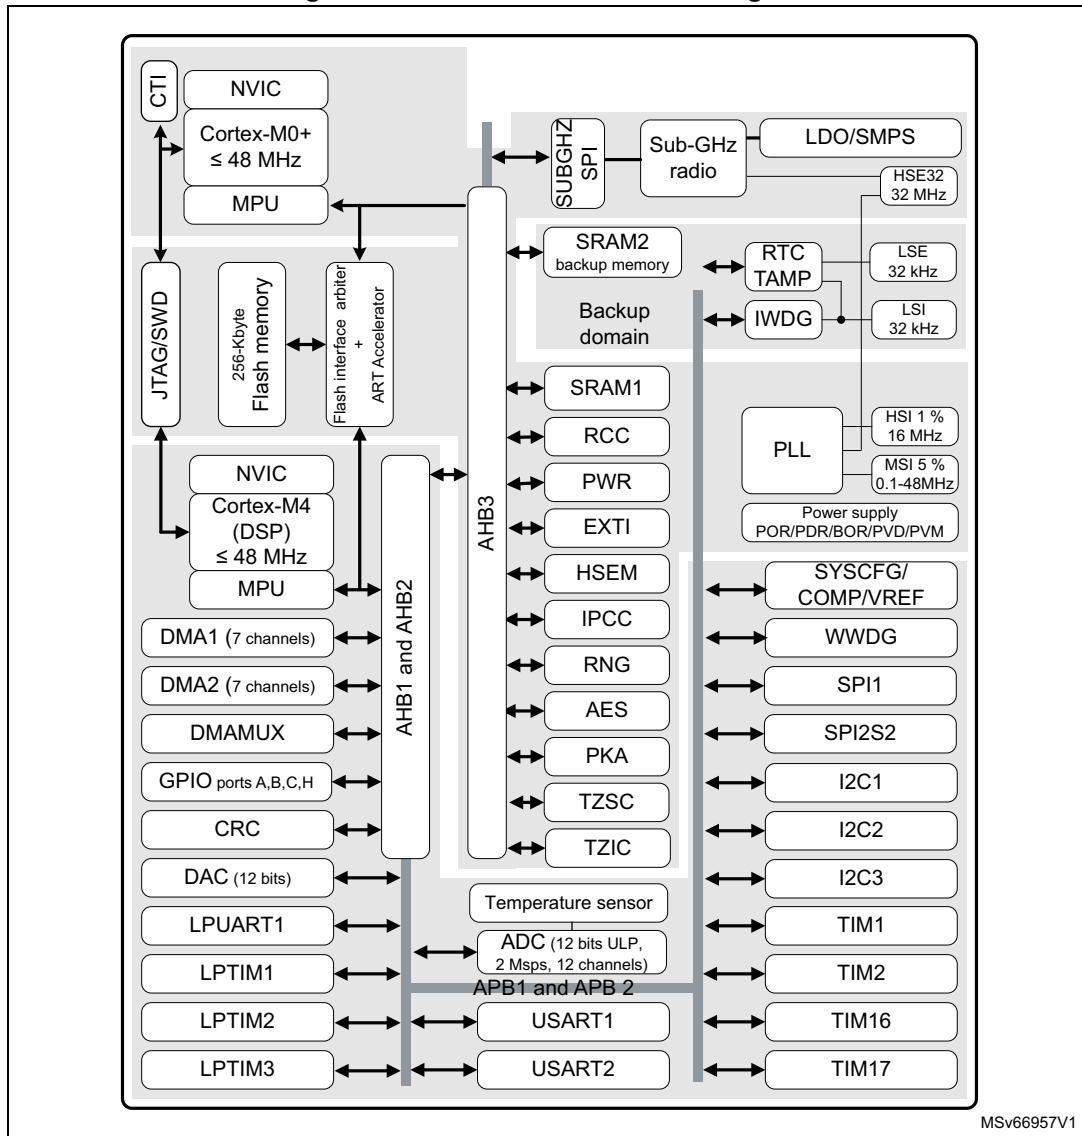 CTI
NVIC
Cortex-M0+
≤ 48 MHz
MPU
SUBGHZ
SPI
Sub-GHz
radio
LDO/SMPS
HSE32
32 MHz
JTAG/SWD
256-Kbyte
Flash memory
Flash interface arbiter
+
ART Accelerator
AHB3
SRAM2
backup memory
Backup
domain
RTC
TAMP
IWDG
LSE
32 kHz
LSI
32 kHz
NVIC
Cortex-M4
(DSP)
≤ 48 MHz
MPU
AHB1 and AHB2
SRAM1
RCC
PWR
EXTI
HSEM
IPCC
RNG
AES
PKA
TZSC
TZIC
PLL
HSI 1 %
16 MHz
MSI 5 %
0.1-48MHz
Power supply
POR/PDR/BOR/PVD/PVM
DMA1 (7 channels)
DMA2 (7 channels)
DMAMUX
GPIO ports A,B,C,H
CRC
DAC (12 bits)
LPUART1
LPTIM1
LPTIM2
LPTIM3
Temperature sensor
ADC (12 bits ULP,
2 Msps, 12 channels)
APB1 and APB 2
USART1
USART2
SYSCFG/
COMP/VREF
WWDG
SPI1
SPI2S2
I2C1
I2C2
I2C3
TIM1
TIM2
TIM16
TIM17
MSv66957V1